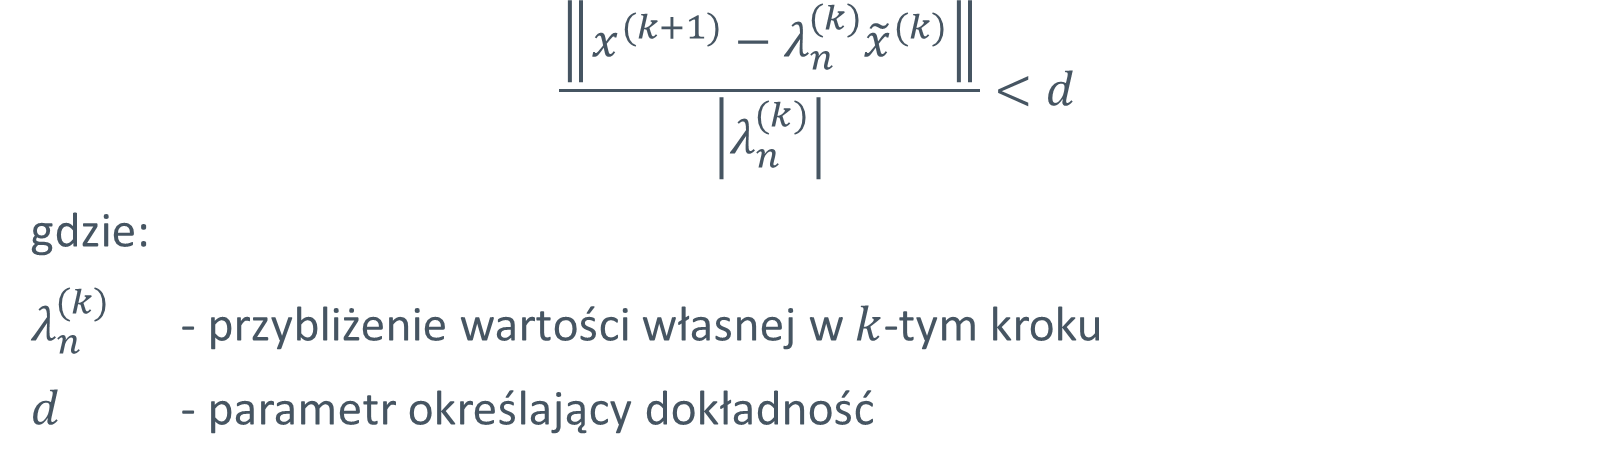 ‖x^(k+1) − λ_n^(k) x̃^(k)‖ / |λ_n^(k)| < d
gdzie:
λ_n^(k) - przybliżenie wartości własnej w k-tym kroku
d - parametr określający dokładność